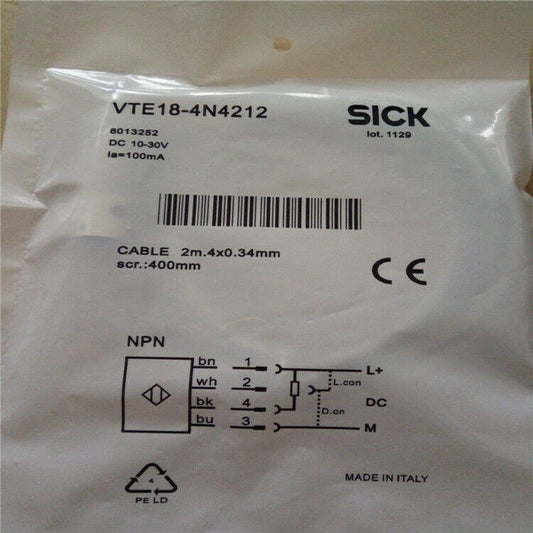 VTE18-4N4212
SICK
lot. 1129
6013252
DC 10-30V
Ia=100mA
CABLE 2m.4x0.34mm
scr.:400mm
CE
NPN
bn 1
wh 2
bk 4
bu 3
L+
L.con
DC
D.on
M
4
PE LD
MADE IN ITALY